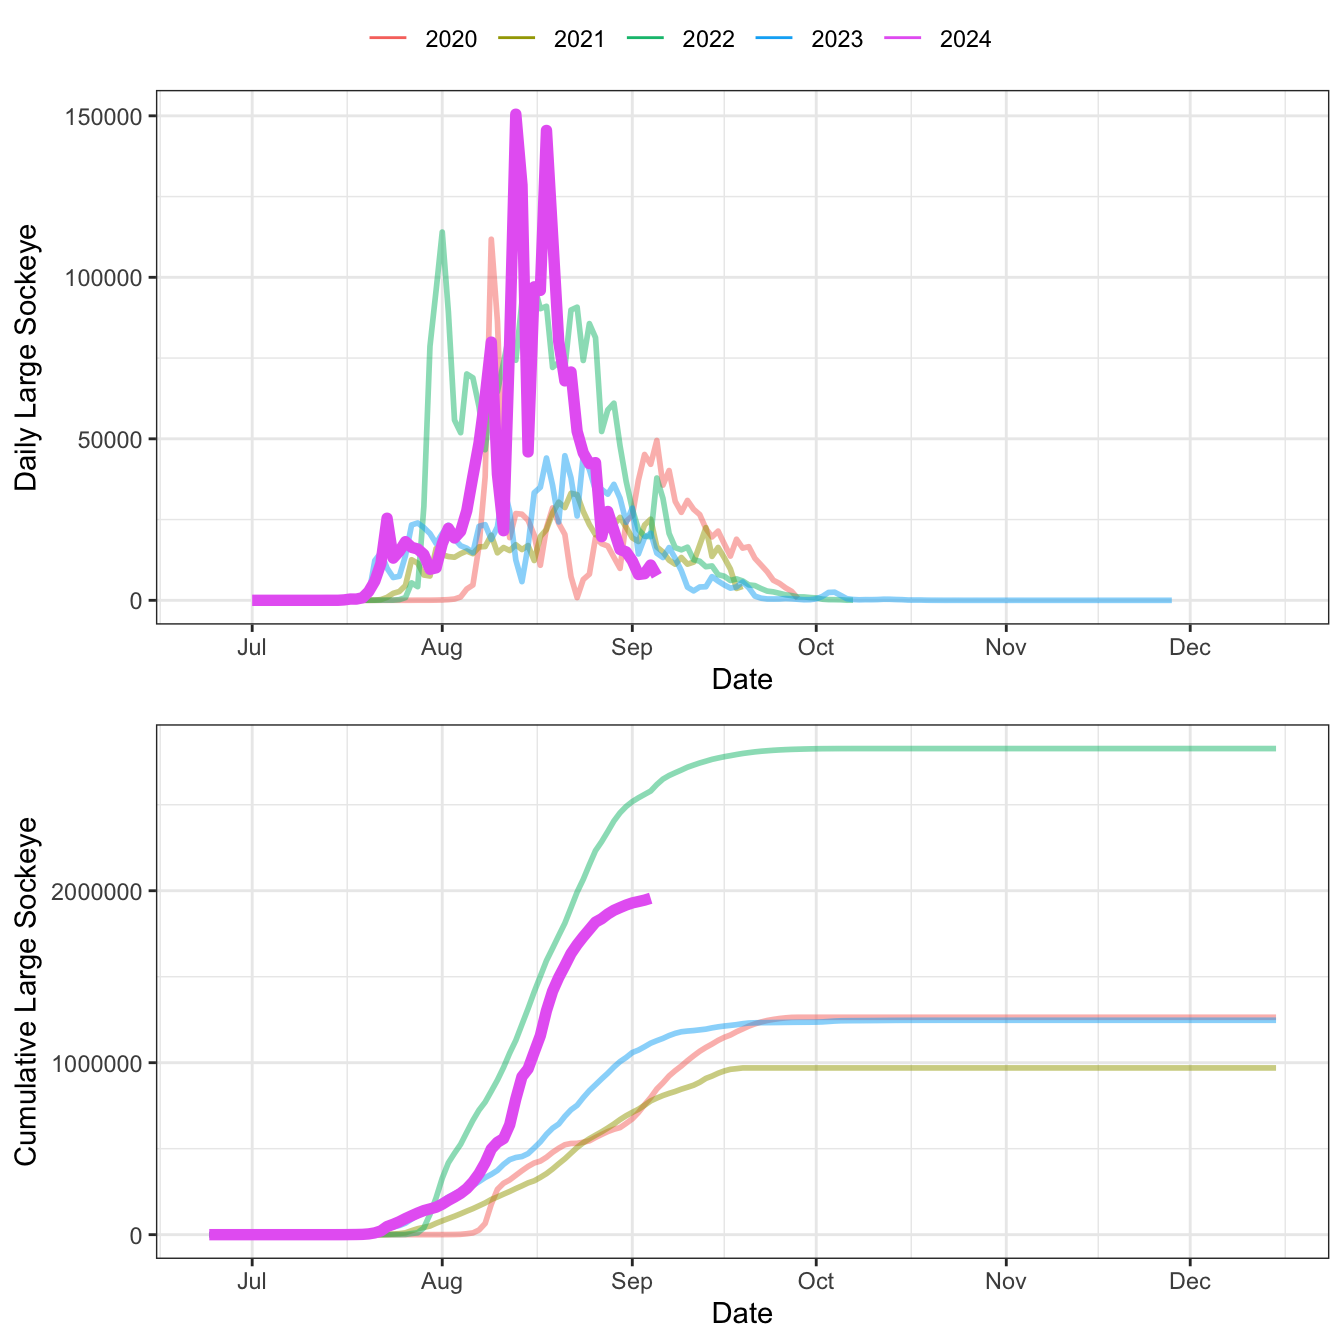 2020 2021 2022 2023 2024
150000
100000
50000
0
Daily Large Sockeye
Jul Aug Sep Oct Nov Dec
Date
2000000
1000000
0
Cumulative Large Sockeye
Jul Aug Sep Oct Nov Dec
Date